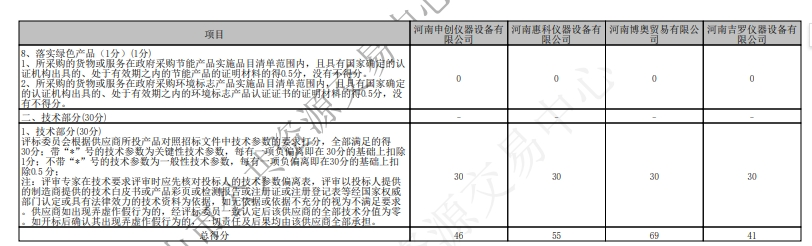 项目
河南申创仪器设备有
限公司
河南惠科仪器设备有
限公司
河南博奥贸易有限公
司
河南吉罗仪器设备有
限公司
8、落实绿色产品（1分）(1分)
1、所采购的货物或服务在政府采购节能产品实施品目清单范围内，且具有国家确定的认
证机构出具的、处于有效期之内的节能产品的证明材料的得0.5分，没有不得分。
2、所采购的货物或服务在政府采购环境标志产品实施品目清单范围内，且具有国家确定
的认证机构出具的、处于有效期之内的环境标志产品认证证书的证明材料的得0.5分，没
有不得分。
0 0 0 0
二、技术部分(30分)
- - - -
1、技术部分(30分)
评标委员会根据供应商所投产品对照招标文件中技术参数的要求打分，全部满足的得
30分；带“*”号的技术参数为关键性技术参数，每有一项负偏离即在30分的基础上扣除
1分；不带“*”号的技术参数为一般性技术参数，每有一项负偏离即在30分的基础上扣
除0.5 分；
注：评审专家在技术要求评审时应先核对投标人的技术参数偏离表，评审以投标人提供
的制造商提供的技术白皮书或产品彩页或检测报告或注册证或注册登记表等经国家权威
部门认定或具有法律效力的技术资料为依据，如无依据或依据不充分的视为不满足要求
。供应商如出现弄虚作假行为的，经评标委员一致认定后该供应商的全部技术分值为零
。如开标后确认其出现弄虚作假行为的，一切责任及后果均由该供应商全部承担。
30 30 30 30
总得分
46 55 69 41